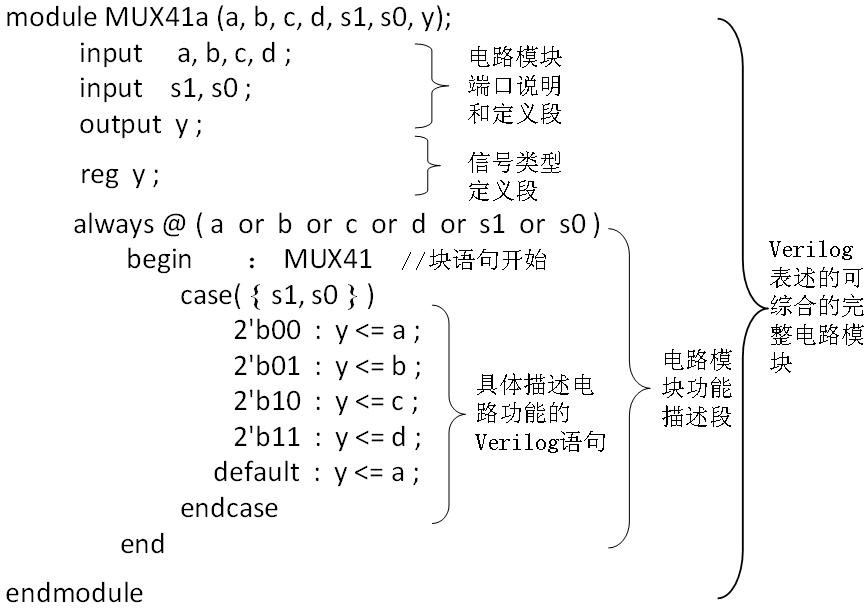 module MUX41a (a, b, c, d, s1, s0, y);
input a, b, c, d ;
input s1, s0 ;
output y ;
电路模块
端口说明
和定义段
reg y ;
信号类型
定义段
always @ ( a or b or c or d or s1 or s0 )
begin : MUX41 //块语句开始
case( { s1, s0 } )
2'b00 : y <= a ;
2'b01 : y <= b ;
2'b10 : y <= c ;
2'b11 : y <= d ;
default : y <= a ;
endcase
end
endmodule
具体描述电
路功能的
Verilog语句
电路模
块功能
描述段
Verilog
表述的可
综合的完
整电路模
块